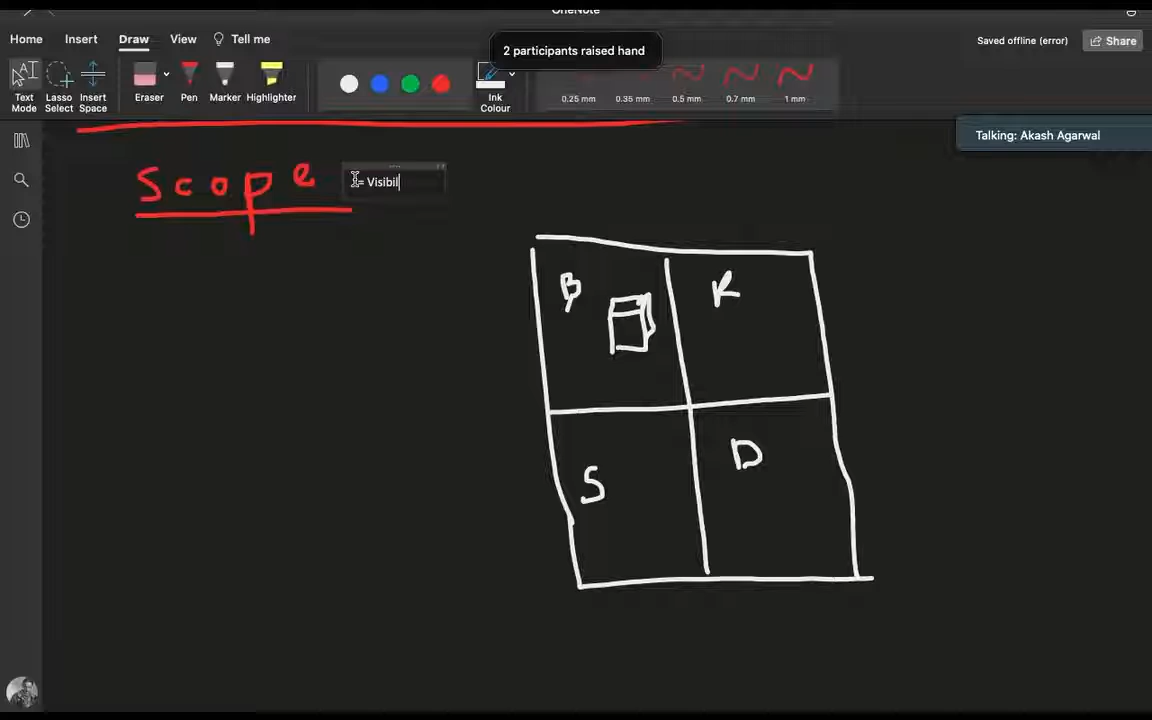 OneNote
Home Insert Draw View Tell me
2 participants raised hand
Saved offline (error) Share
Text Mode
Lasso Select
Insert Space
Eraser
Pen
Marker
Highlighter
Ink Colour
0.25 mm 0.35 mm 0.5 mm 0.7 mm 1 mm
Talking: Akash Agarwal
Scope
= Visibil
B
K
S
D